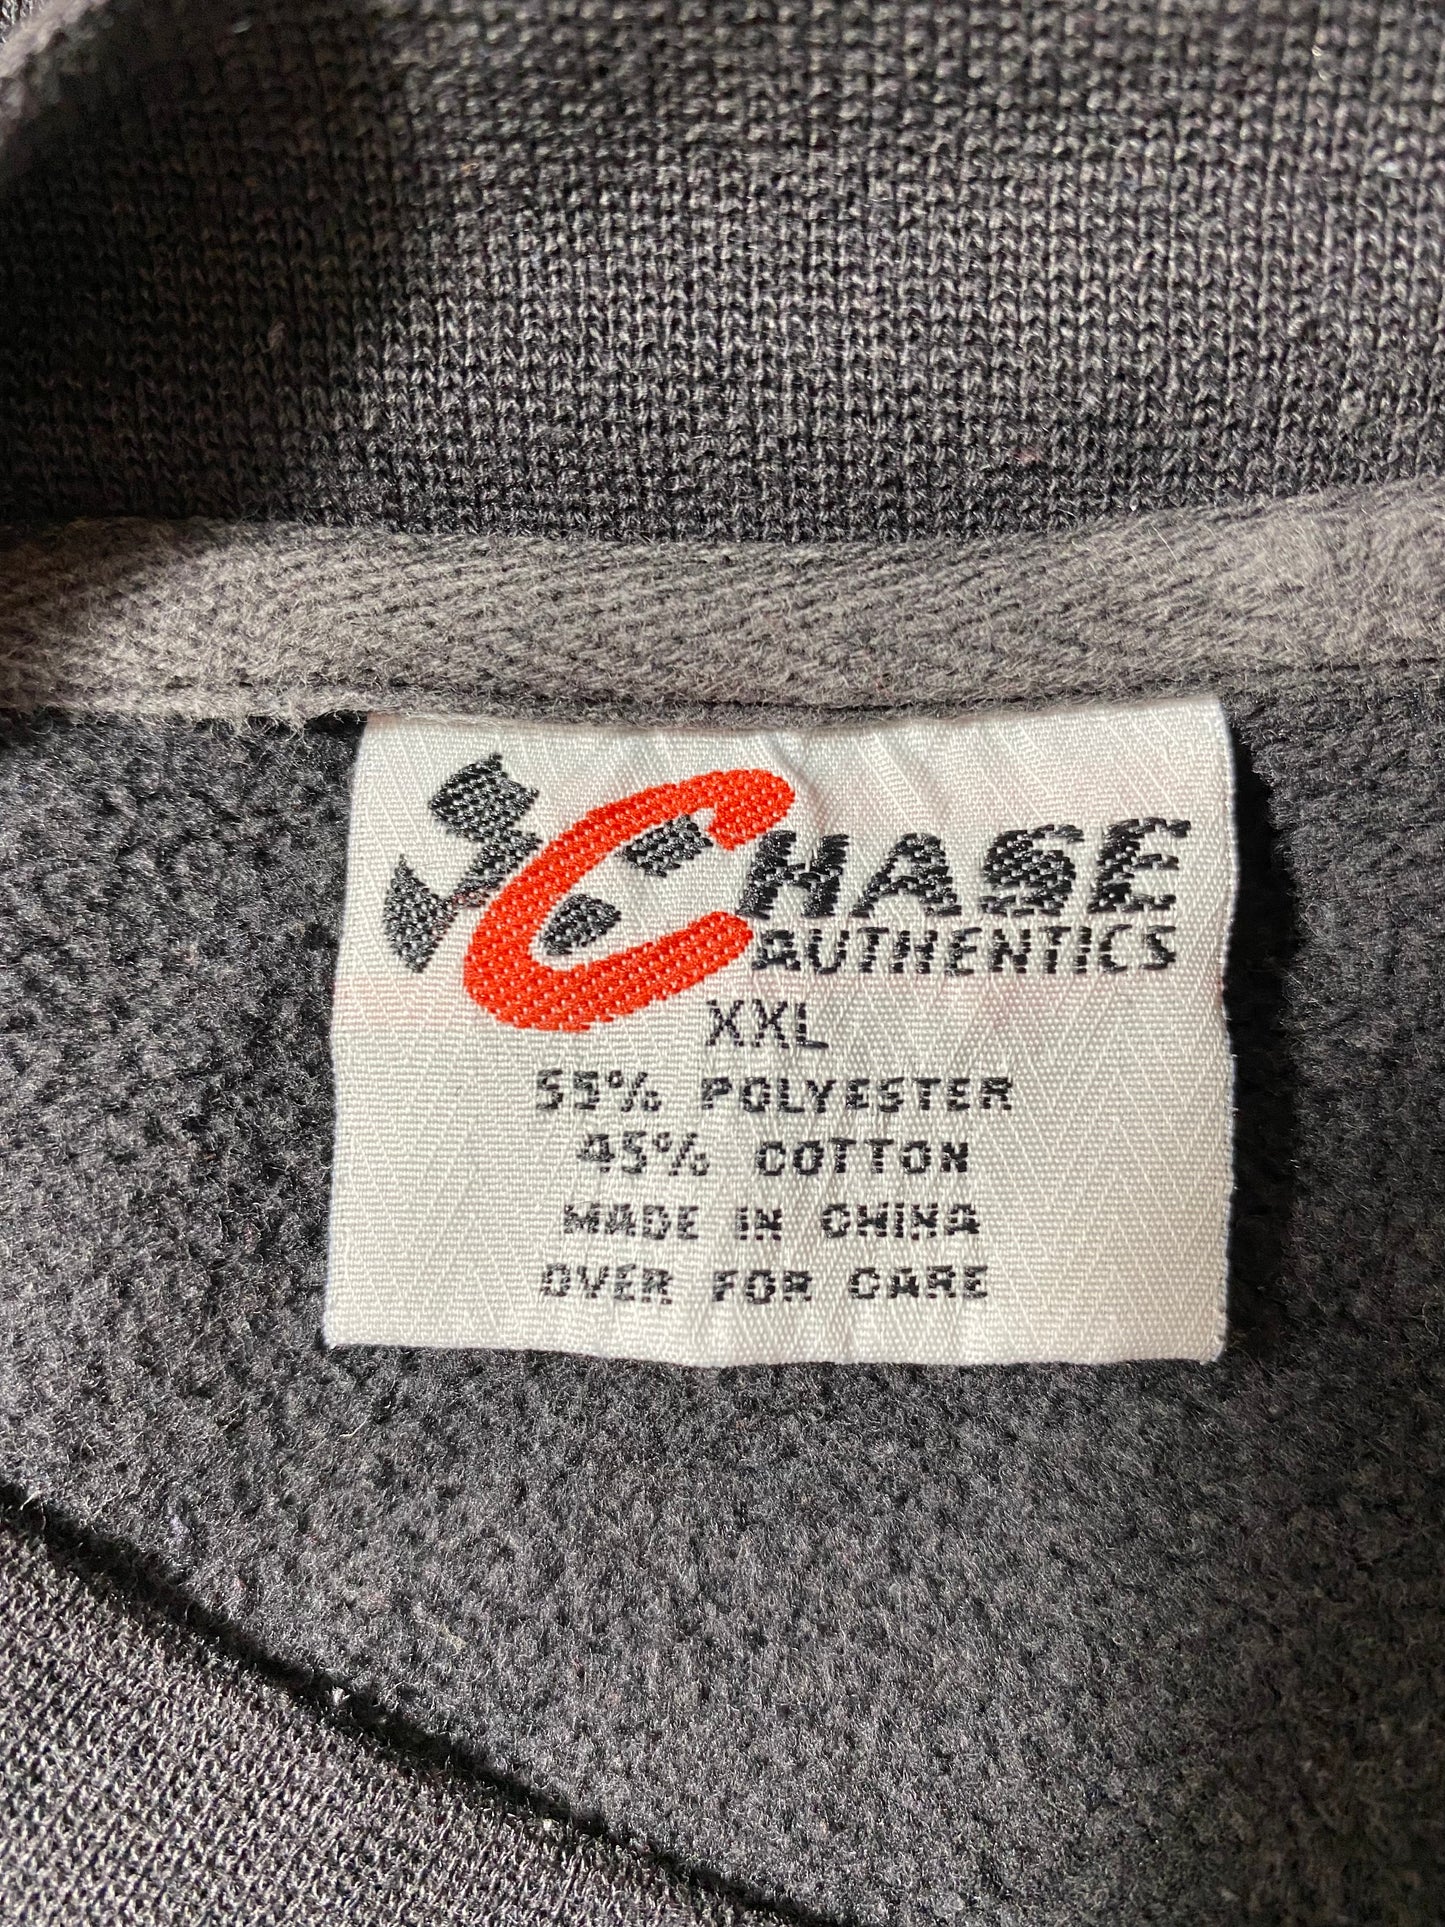 CHASE
AUTHENTICS
XXL
55% POLYESTER
45% COTTON
MADE IN CHINA
OVER FOR CARE